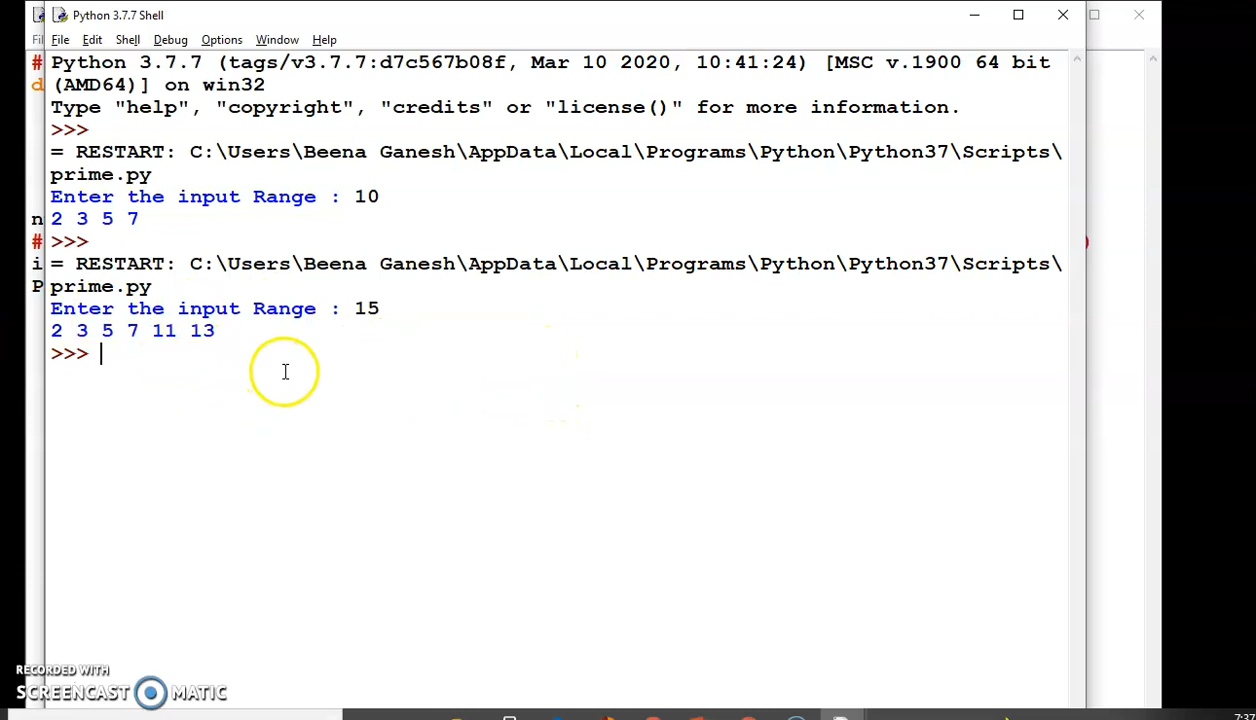 Python 3.7.7 Shell
File Edit Shell Debug Options Window Help
Python 3.7.7 (tags/v3.7.7:d7c567b08f, Mar 10 2020, 10:41:24) [MSC v.1900 64 bit
(AMD64)] on win32
Type "help", "copyright", "credits" or "license()" for more information.
>>>
= RESTART: C:\Users\Beena Ganesh\AppData\Local\Programs\Python\Python37\Scripts\
prime.py
Enter the input Range : 10
2 3 5 7
>>>
= RESTART: C:\Users\Beena Ganesh\AppData\Local\Programs\Python\Python37\Scripts\
prime.py
Enter the input Range : 15
2 3 5 7 11 13
>>>
RECORDED WITH
SCREENCAST MATIC